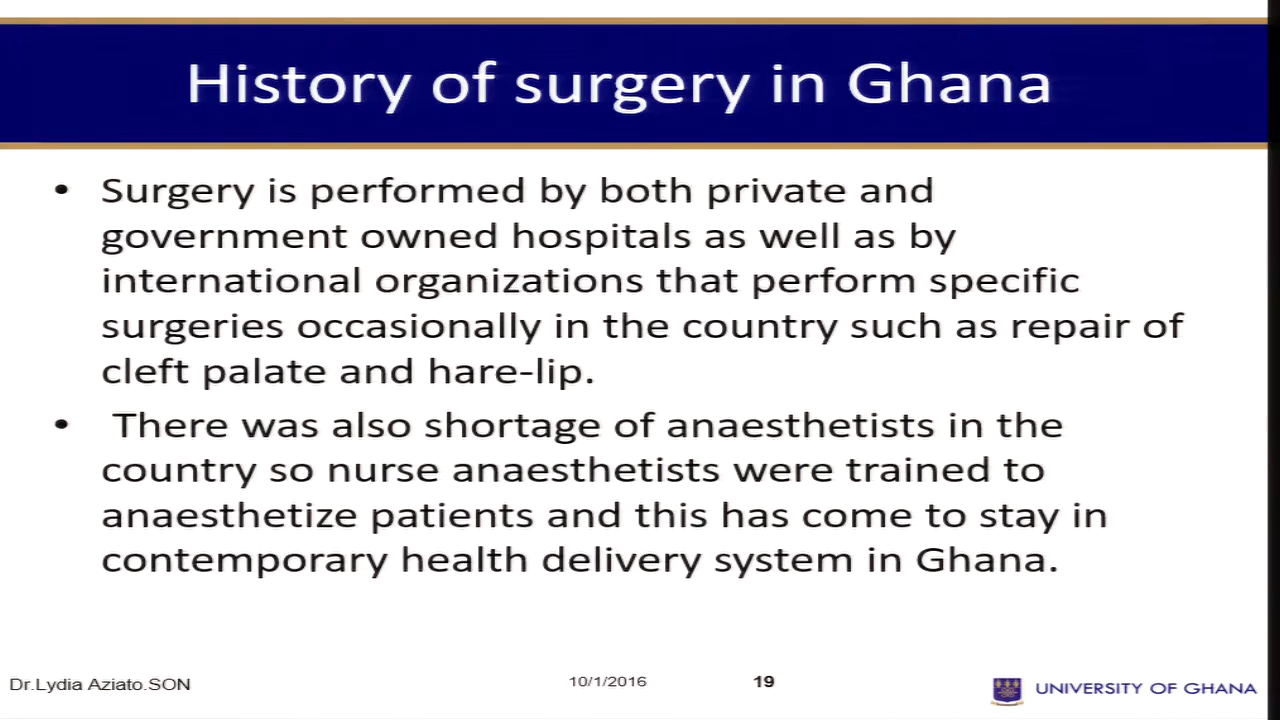 History of surgery in Ghana
• Surgery is performed by both private and
government owned hospitals as well as by
international organizations that perform specific
surgeries occasionally in the country such as repair of
cleft palate and hare-lip.
• There was also shortage of anaesthetists in the
country so nurse anaesthetists were trained to
anaesthetize patients and this has come to stay in
contemporary health delivery system in Ghana.
Dr.Lydia Aziato.SON
10/1/2016
19
UNIVERSITY OF GHANA